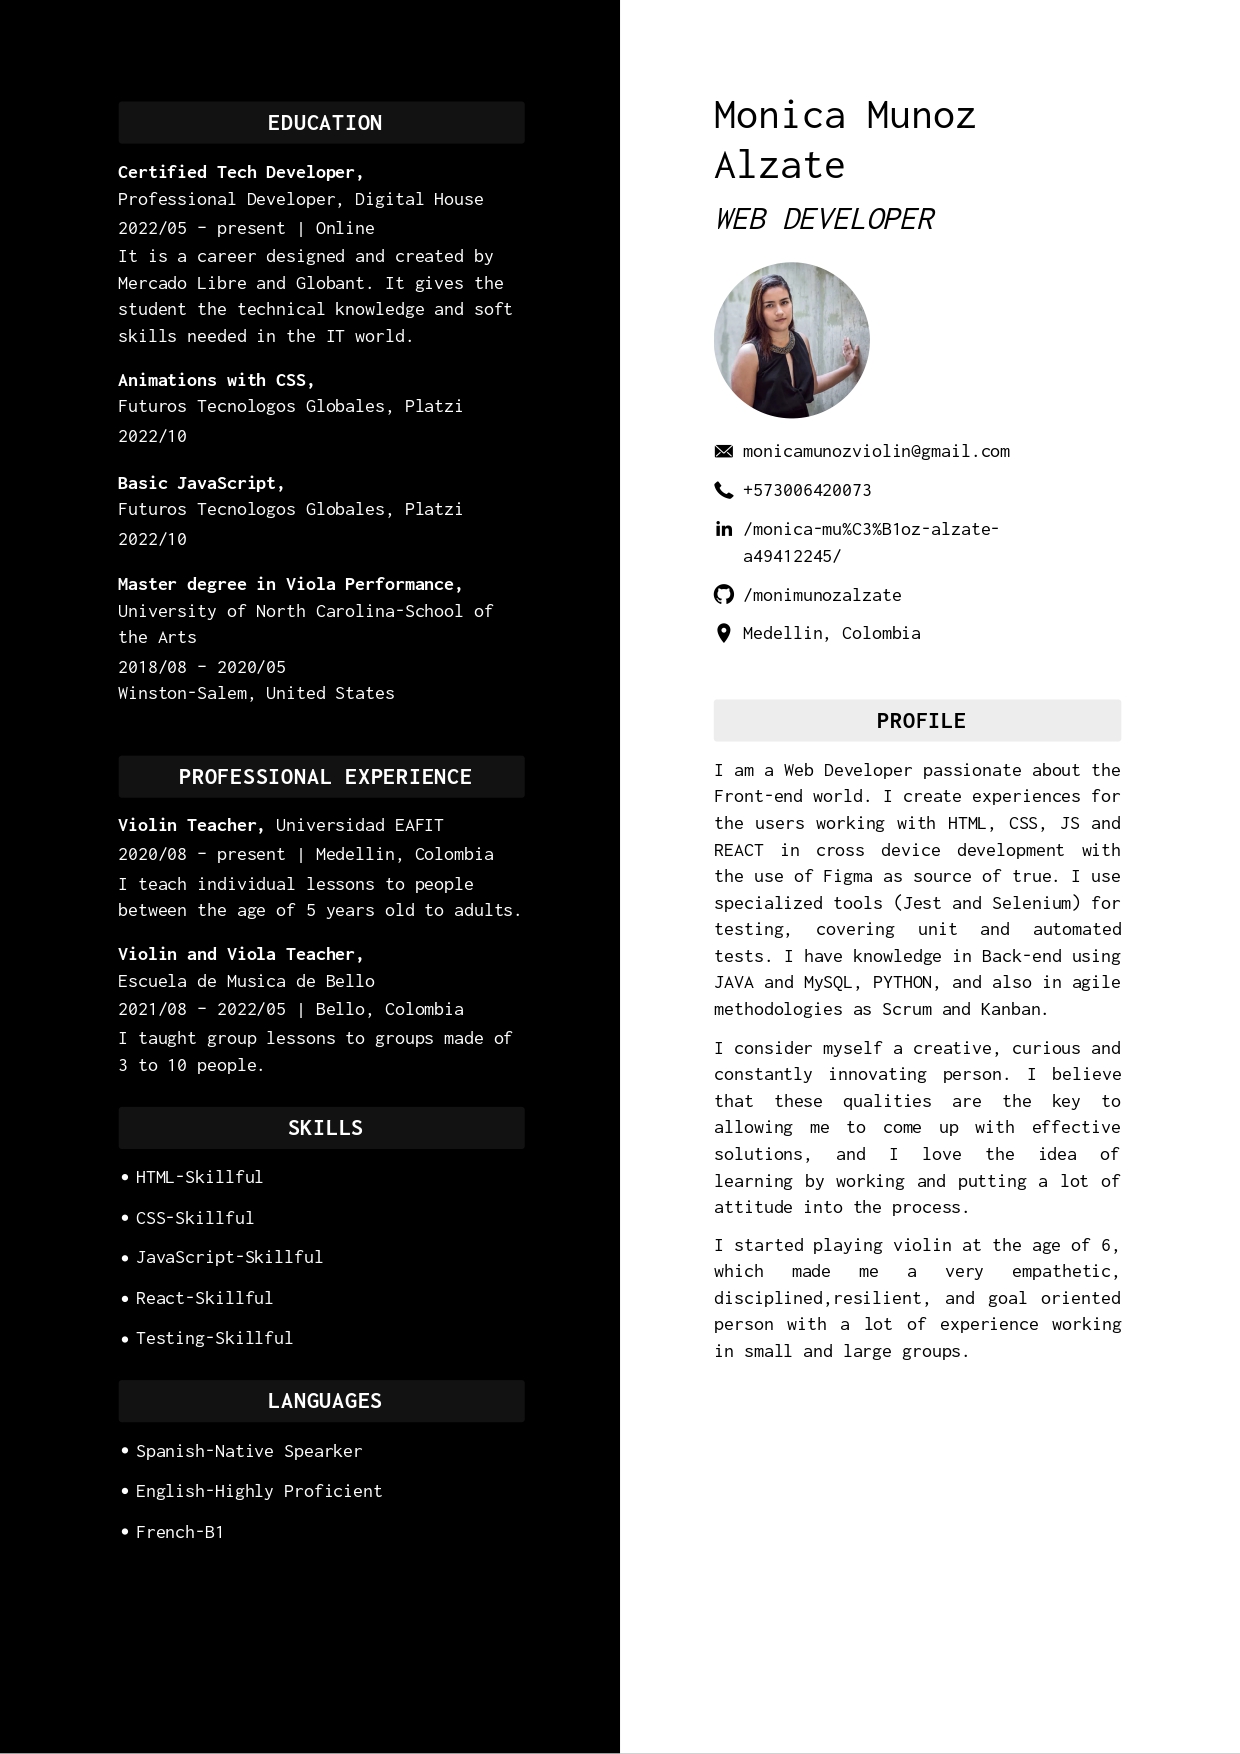 EDUCATION
Certified Tech Developer,
Professional Developer, Digital House
2022/05 – present | Online
It is a career designed and created by
Mercado Libre and Globant. It gives the
student the technical knowledge and soft
skills needed in the IT world.
Animations with CSS,
Futuros Tecnologos Globales, Platzi
2022/10
Basic JavaScript,
Futuros Tecnologos Globales, Platzi
2022/10
Master degree in Viola Performance,
University of North Carolina-School of
the Arts
2018/08 – 2020/05
Winston-Salem, United States
PROFESSIONAL EXPERIENCE
Violin Teacher, Universidad EAFIT
2020/08 – present | Medellin, Colombia
I teach individual lessons to people
between the age of 5 years old to adults.
Violin and Viola Teacher,
Escuela de Musica de Bello
2021/08 – 2022/05 | Bello, Colombia
I taught group lessons to groups made of
3 to 10 people.
SKILLS
• HTML-Skillful
• CSS-Skillful
• JavaScript-Skillful
• React-Skillful
• Testing-Skillful
LANGUAGES
• Spanish-Native Spearker
• English-Highly Proficient
• French-B1
Monica Munoz
Alzate
WEB DEVELOPER
monicamunozviolin@gmail.com
+573006420073
/monica-mu%C3%B1oz-alzate-
a49412245/
/monimunozalzate
Medellin, Colombia
PROFILE
I am a Web Developer passionate about the
Front-end world. I create experiences for
the users working with HTML, CSS, JS and
REACT in cross device development with
the use of Figma as source of true. I use
specialized tools (Jest and Selenium) for
testing, covering unit and automated
tests. I have knowledge in Back-end using
JAVA and MySQL, PYTHON, and also in agile
methodologies as Scrum and Kanban.
I consider myself a creative, curious and
constantly innovating person. I believe
that these qualities are the key to
allowing me to come up with effective
solutions, and I love the idea of
learning by working and putting a lot of
attitude into the process.
I started playing violin at the age of 6,
which made me a very empathetic,
disciplined,resilient, and goal oriented
person with a lot of experience working
in small and large groups.